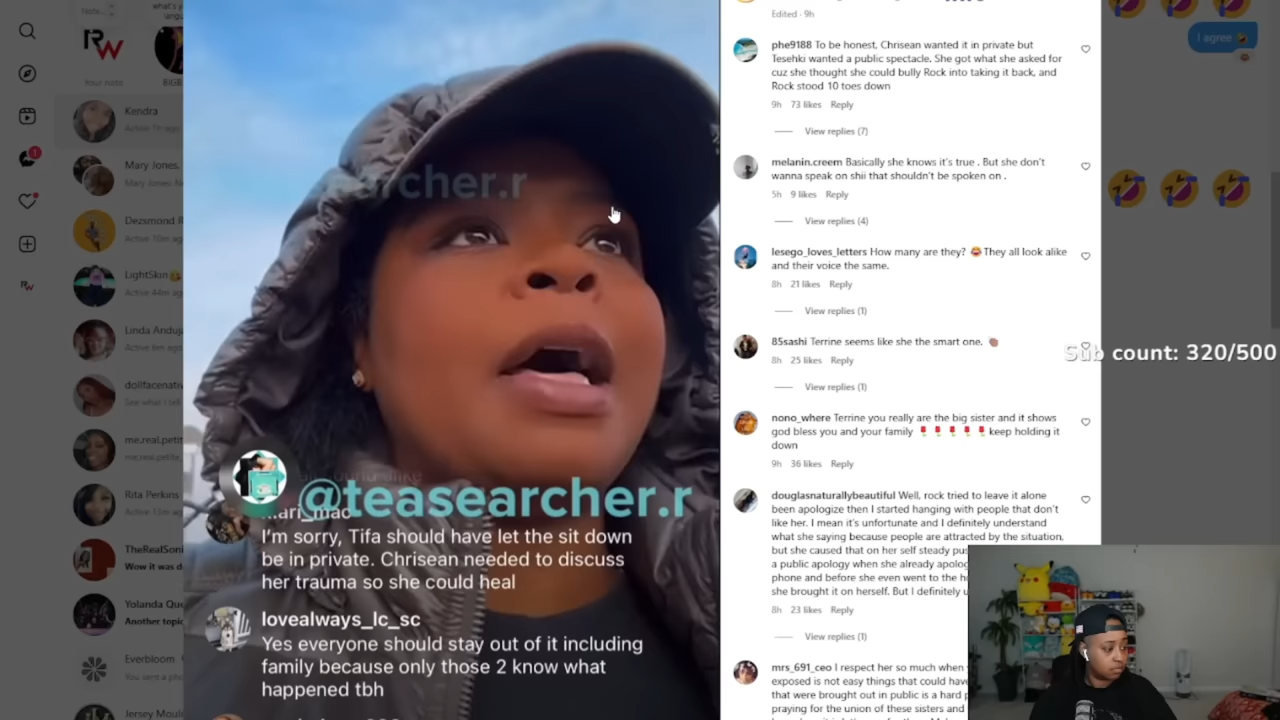 Note...
what's y
langu
RW
Your note
BIGB
Kendra
Active 1h ago
Mary Jones,
Mary Jones:
Dezsmond R
Active 10m ago
LightSkin
Active 44m ago
Linda Anduja
Active 8m ago
dollfacenativ
See what I
me.real.petite
me.real.petite
Rita Perkins
Active 13m ago
TheRealSoni
Wow it was d
Yolanda Qu
Another topic
Everbloom
You sent a pho
Jersey Mould
earcher.r
@teasearcher.r
I'm sorry, Tifa should have let the sit down
be in private. Chrisean needed to discuss
her trauma so she could heal
lovealways_lc_sc
Yes everyone should stay out of it including
family because only those 2 know what
happened tbh
Edited · 9h
phe9188 To be honest, Chrisean wanted it in private but
Tesehki wanted a public spectacle. She got what she asked for
cuz she thought she could bully Rock into taking it back, and
Rock stood 10 toes down
9h 73 likes Reply
View replies (7)
melanin.creem Basically she knows it's true . But she don't
wanna speak on shii that shouldn't be spoken on .
5h 9 likes Reply
View replies (4)
lesego_loves_letters How many are they? 😂They all look alike
and their voice the same.
8h 21 likes Reply
View replies (1)
85sashi Terrine seems like she the smart one. 👏🏽
8h 25 likes Reply
View replies (1)
nono_where Terrine you really are the big sister and it shows
god bless you and your family 🌹🌹🌹🌹🌹keep holding it
down
9h 36 likes Reply
douglasnaturallybeautiful Well, rock tried to leave it alone
been apologize then I started hanging with people that don't
like her. I mean it's unfortunate and I definitely understand
what she saying because people are attracted by the situation,
but she caused that on her self steady pus
a public apology when she already apolog
phone and before she even went to the h
she brought it on herself. But I definitely u
8h 23 likes Reply
View replies (1)
mrs_691_ceo I respect her so much when
exposed is not easy things that could have
that were brought out in public is a hard p
praying for the union of these sisters and
I agree 🤣
Sub count: 320/500